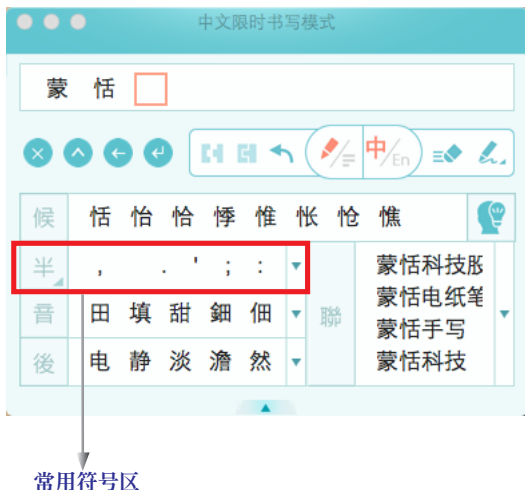 中文限时书写模式
蒙 恬
中/En
候 恬 怡 恰 悸 惟 怅 怆 憔
半 , . ' ; :
音 田 填 甜 鈿 佃
後 电 静 淡 澹 然
聯
蒙恬科技股
蒙恬电纸笔
蒙恬手写
蒙恬科技
常用符号区